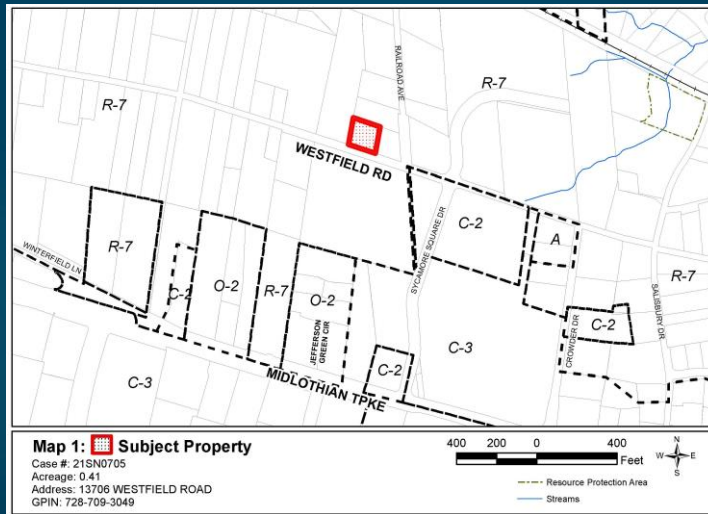 R-7
RAILROAD AVE
R-7
WESTFIELD RD
C-2
A
R-7
SYCAMORE SQUARE DR
WINTERFIELD LN
C-2
O-2
R-7
O-2
JEFFERSON
GREEN CIR
C-2
SALISBURY DR
R-7
CROWDER DR
C-3
C-2
C-3
MIDLOTHIAN TPKE
Map 1: Subject Property
Case #: 21SN0705
Acreage: 0.41
Address: 13706 WESTFIELD ROAD
GPIN: 728-709-3049
400 200 0 400
Feet
N
W E
S
Resource Protection Area
Streams